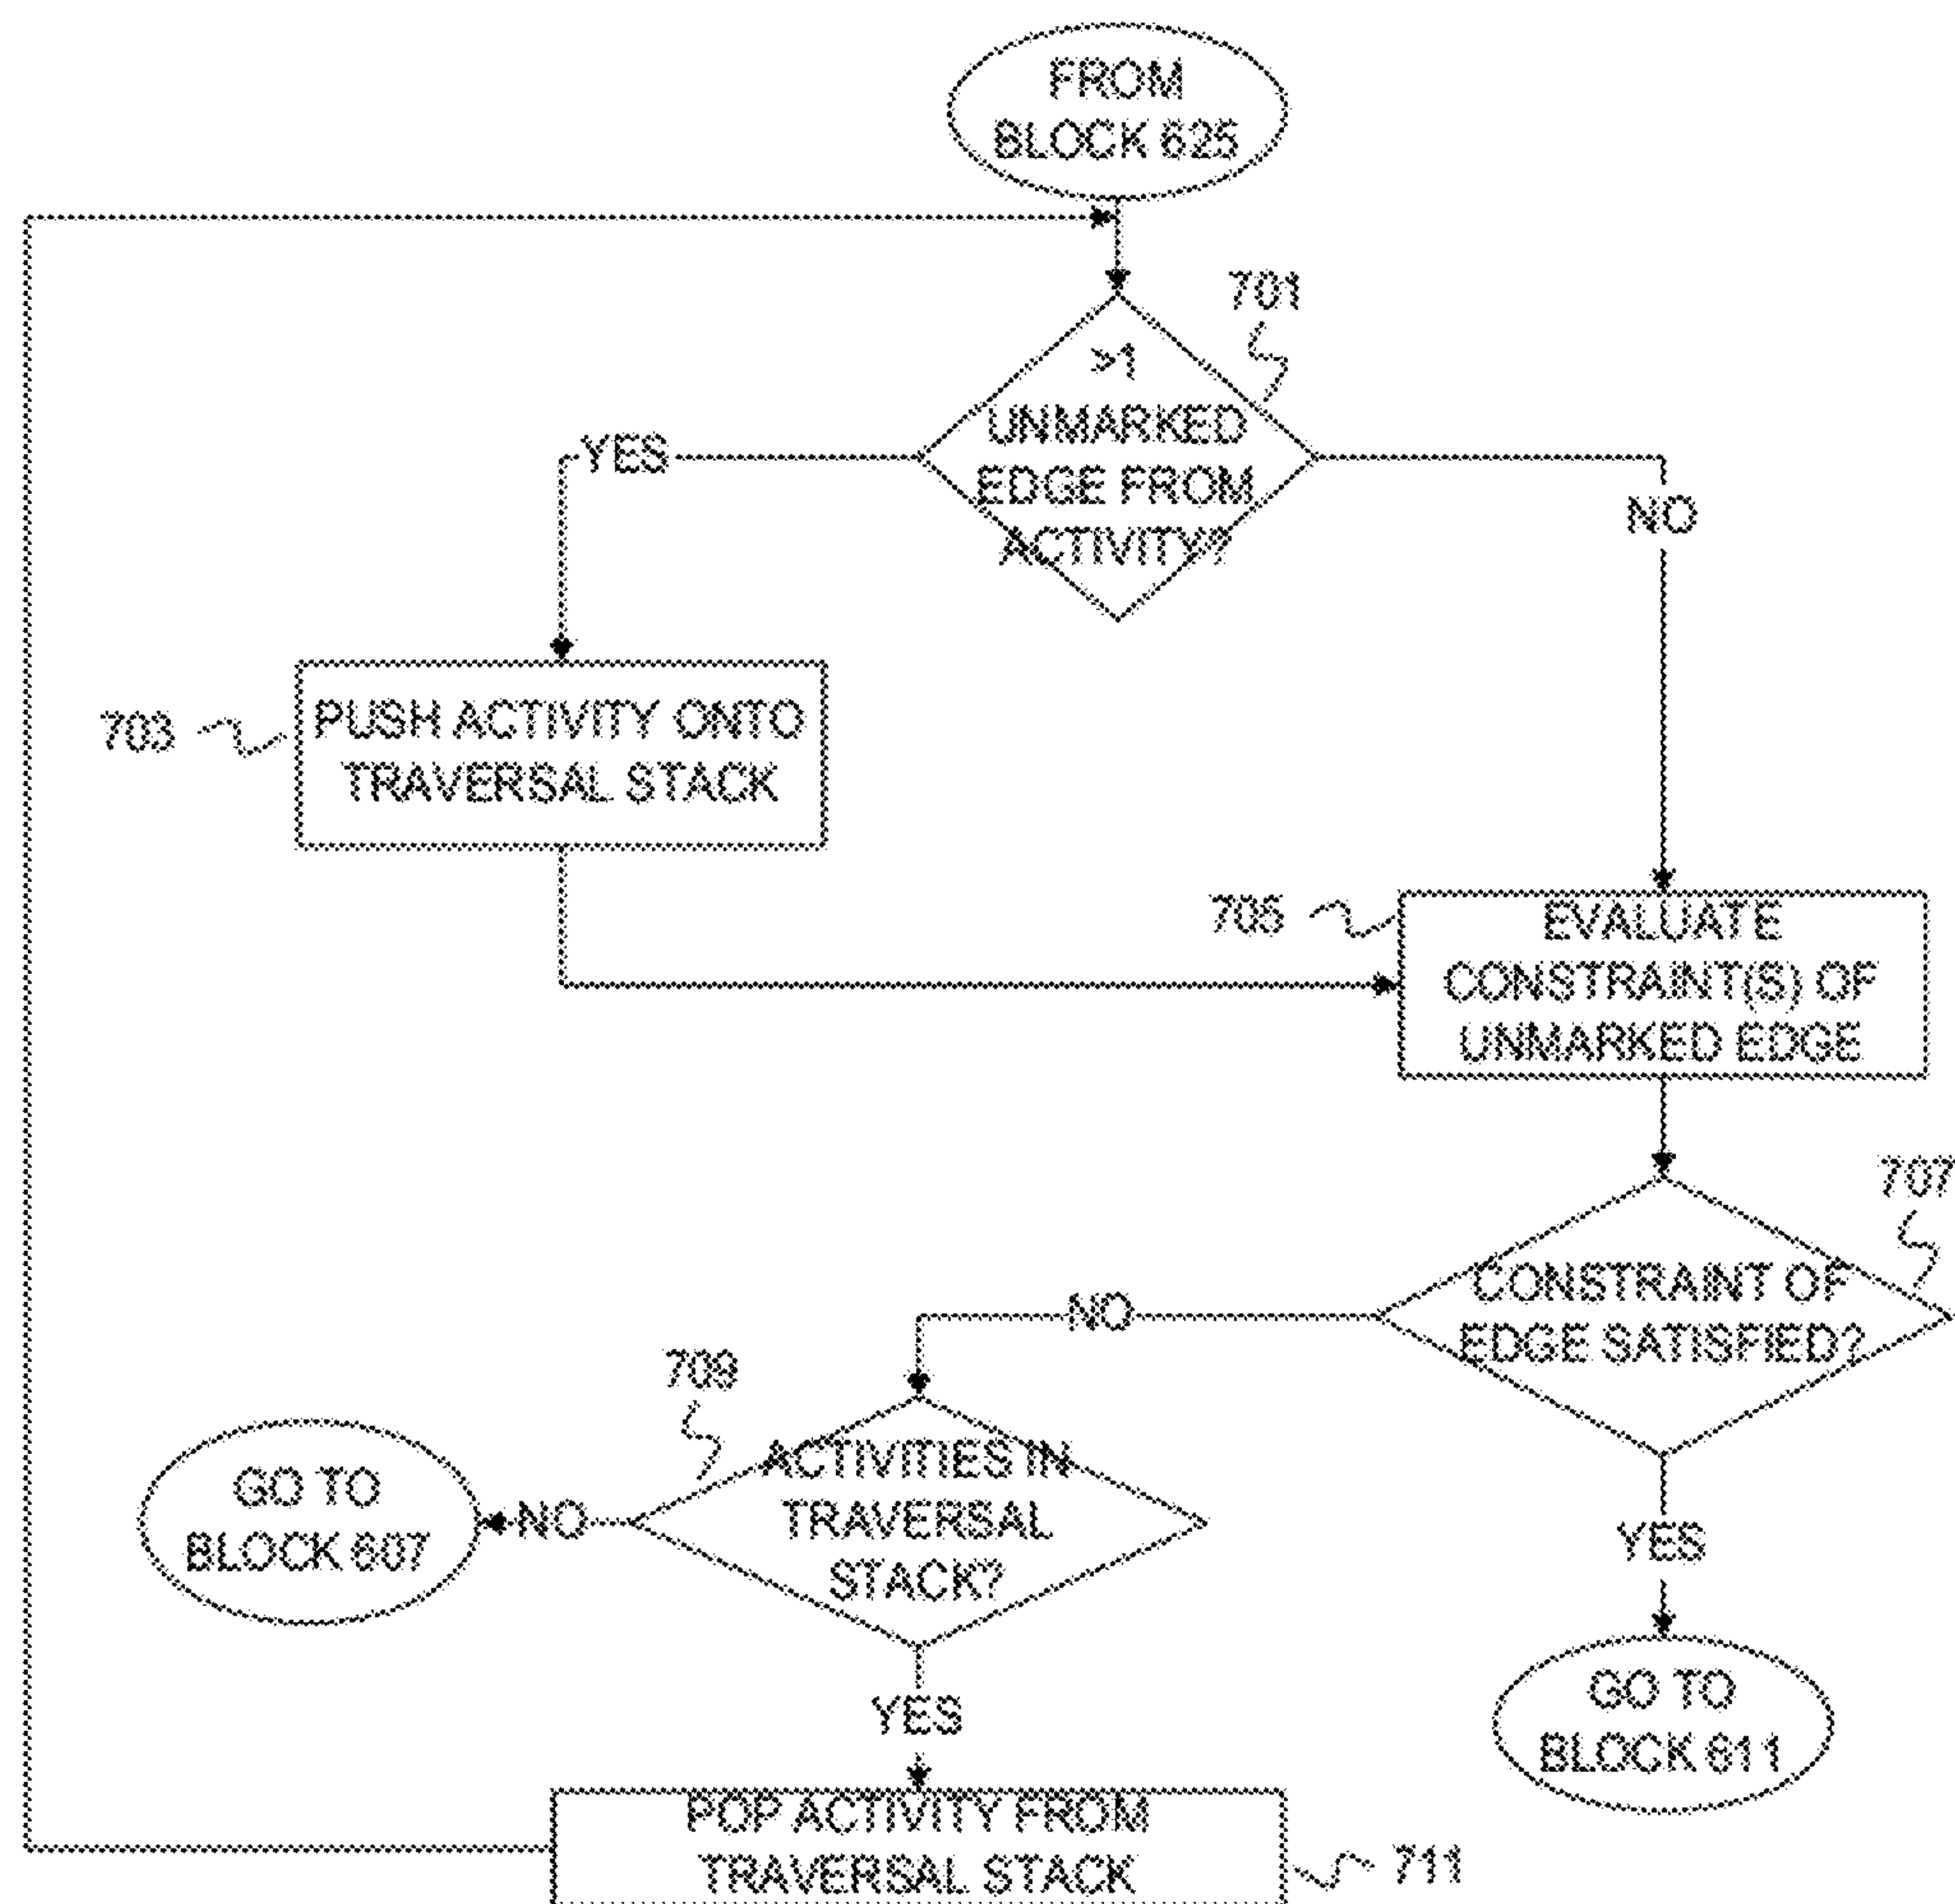 FROM
BLOCK 625
701
>1
UNMARKED
EDGE FROM
ACTIVITY?
YES
NO
703
PUSH ACTIVITY ONTO
TRAVERSAL STACK
705
EVALUATE
CONSTRAINT(S) OF
UNMARKED EDGE
707
CONSTRAINT OF
EDGE SATISFIED?
NO
709
ACTIVITIES IN
TRAVERSAL
STACK?
GO TO
BLOCK 607
NO
YES
YES
GO TO
BLOCK 611
POP ACTIVITY FROM
TRAVERSAL STACK
711